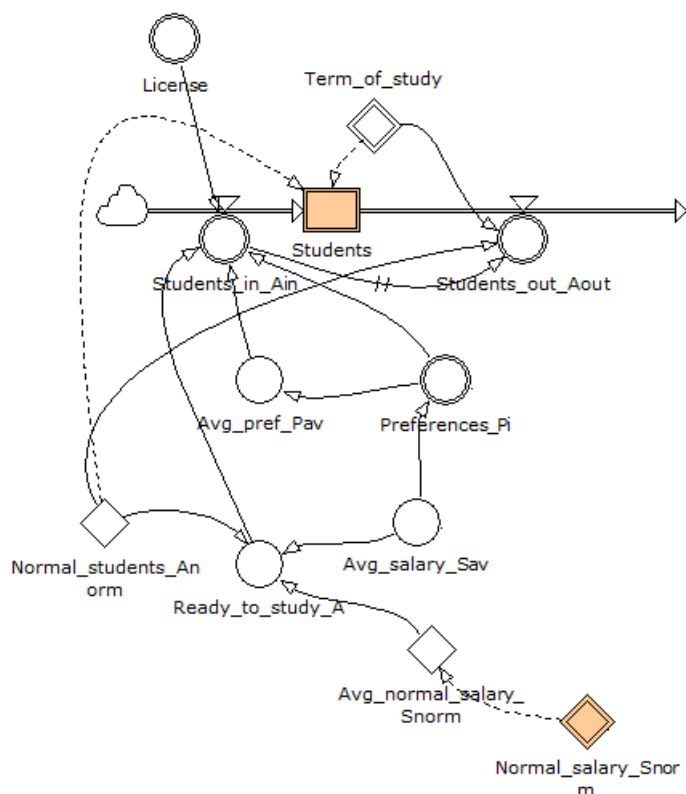 License
Term_of_study
Students
Students_in_Ain
Students_out_Aout
Avg_pref_Pav
Preferences_Pi
Normal_students_An
orm
Avg_salary_Sav
Ready_to_study_A
Avg_normal_salary_
Snorm
Normal_salary_Snor
m